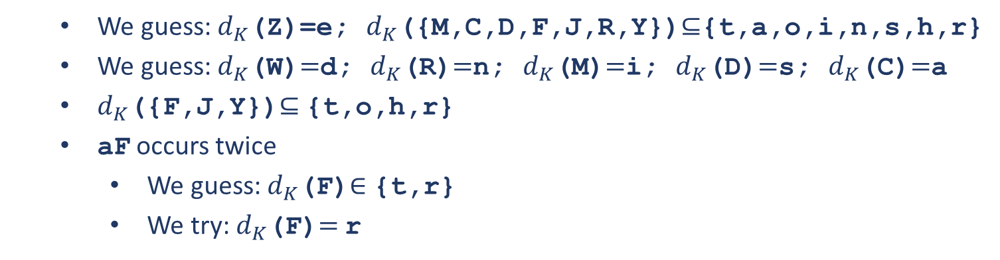 • We guess: d_K(Z)=e; d_K({M,C,D,F,J,R,Y})⊆{t,a,o,i,n,s,h,r}
• We guess: d_K(W)=d; d_K(R)=n; d_K(M)=i; d_K(D)=s; d_K(C)=a
• d_K({F,J,Y})⊆{t,o,h,r}
• aF occurs twice
• We guess: d_K(F)∈{t,r}
• We try: d_K(F)= r